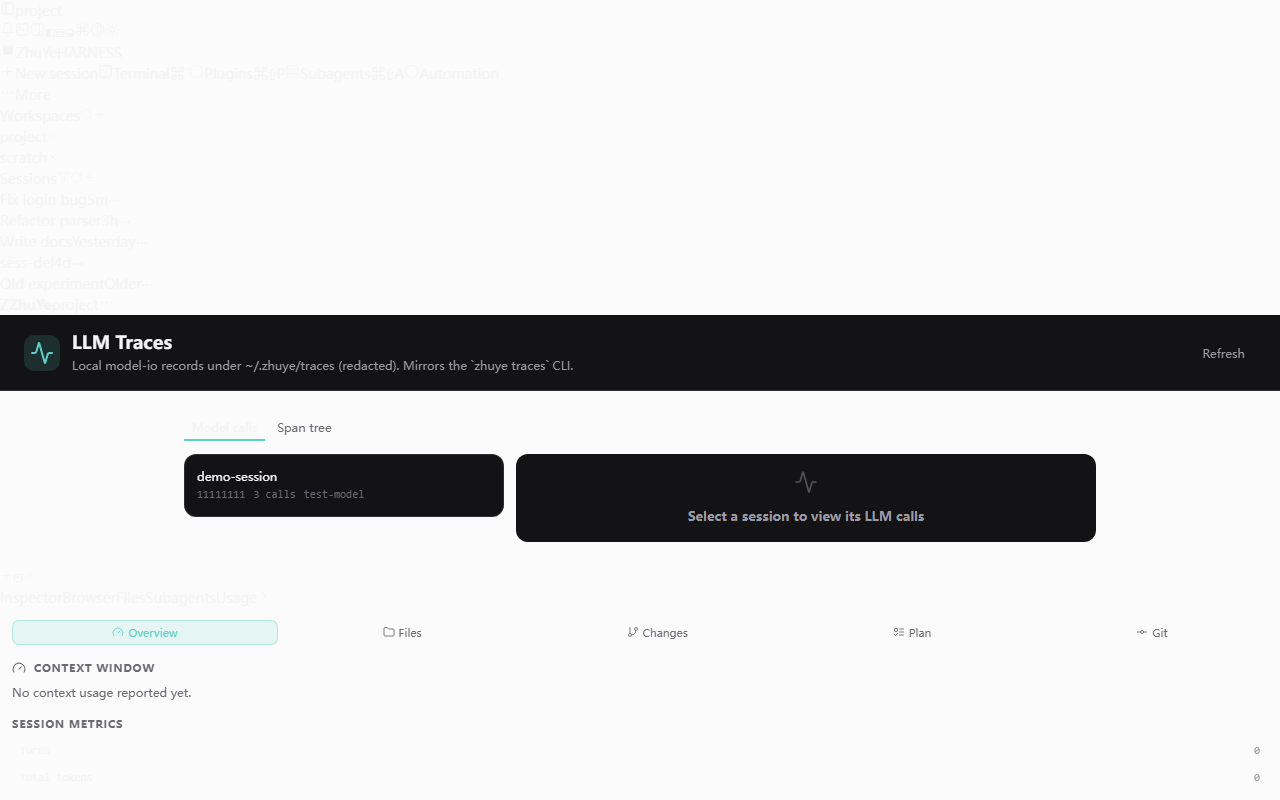 project
ZhuYeHARNESS
New session Terminal Plugins Subagents Automation
More
Workspaces
project
scratch
Sessions
Fix login bug5m
Refactor parser3h
Write docsYesterday
sess-del4d
Old experimentOlder
ZZhuYeproject
LLM Traces
Local model-io records under ~/.zhuye/traces (redacted). Mirrors the `zhuye traces` CLI.
Refresh
Model calls
Span tree
demo-session
11111111 3 calls test-model
Select a session to view its LLM calls
InspectorBrowserFilesSubagentsUsage
Overview
Files
Changes
Plan
Git
CONTEXT WINDOW
No context usage reported yet.
SESSION METRICS
Turns 0
Total tokens 0